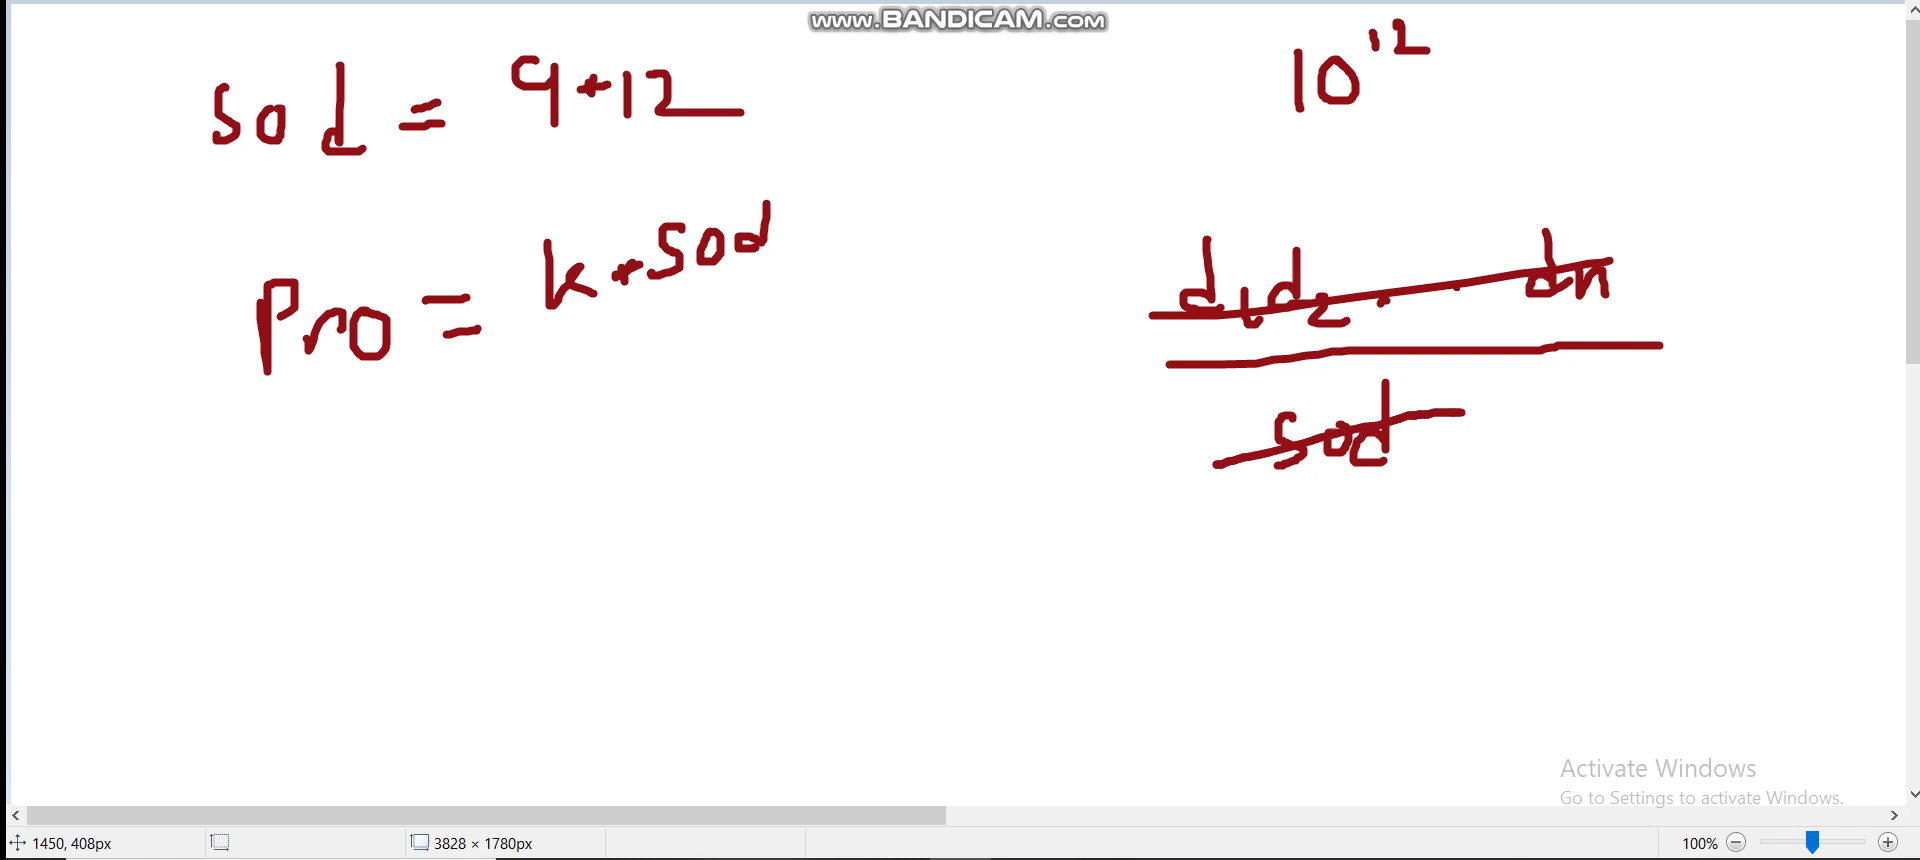 www.BANDICAM.com
sod = 9*12
10^12
Pro = k*sod
d1d2 . . dn
sod
Activate Windows
Go to Settings to activate Windows.
1450, 408px
3828 × 1780px
100%